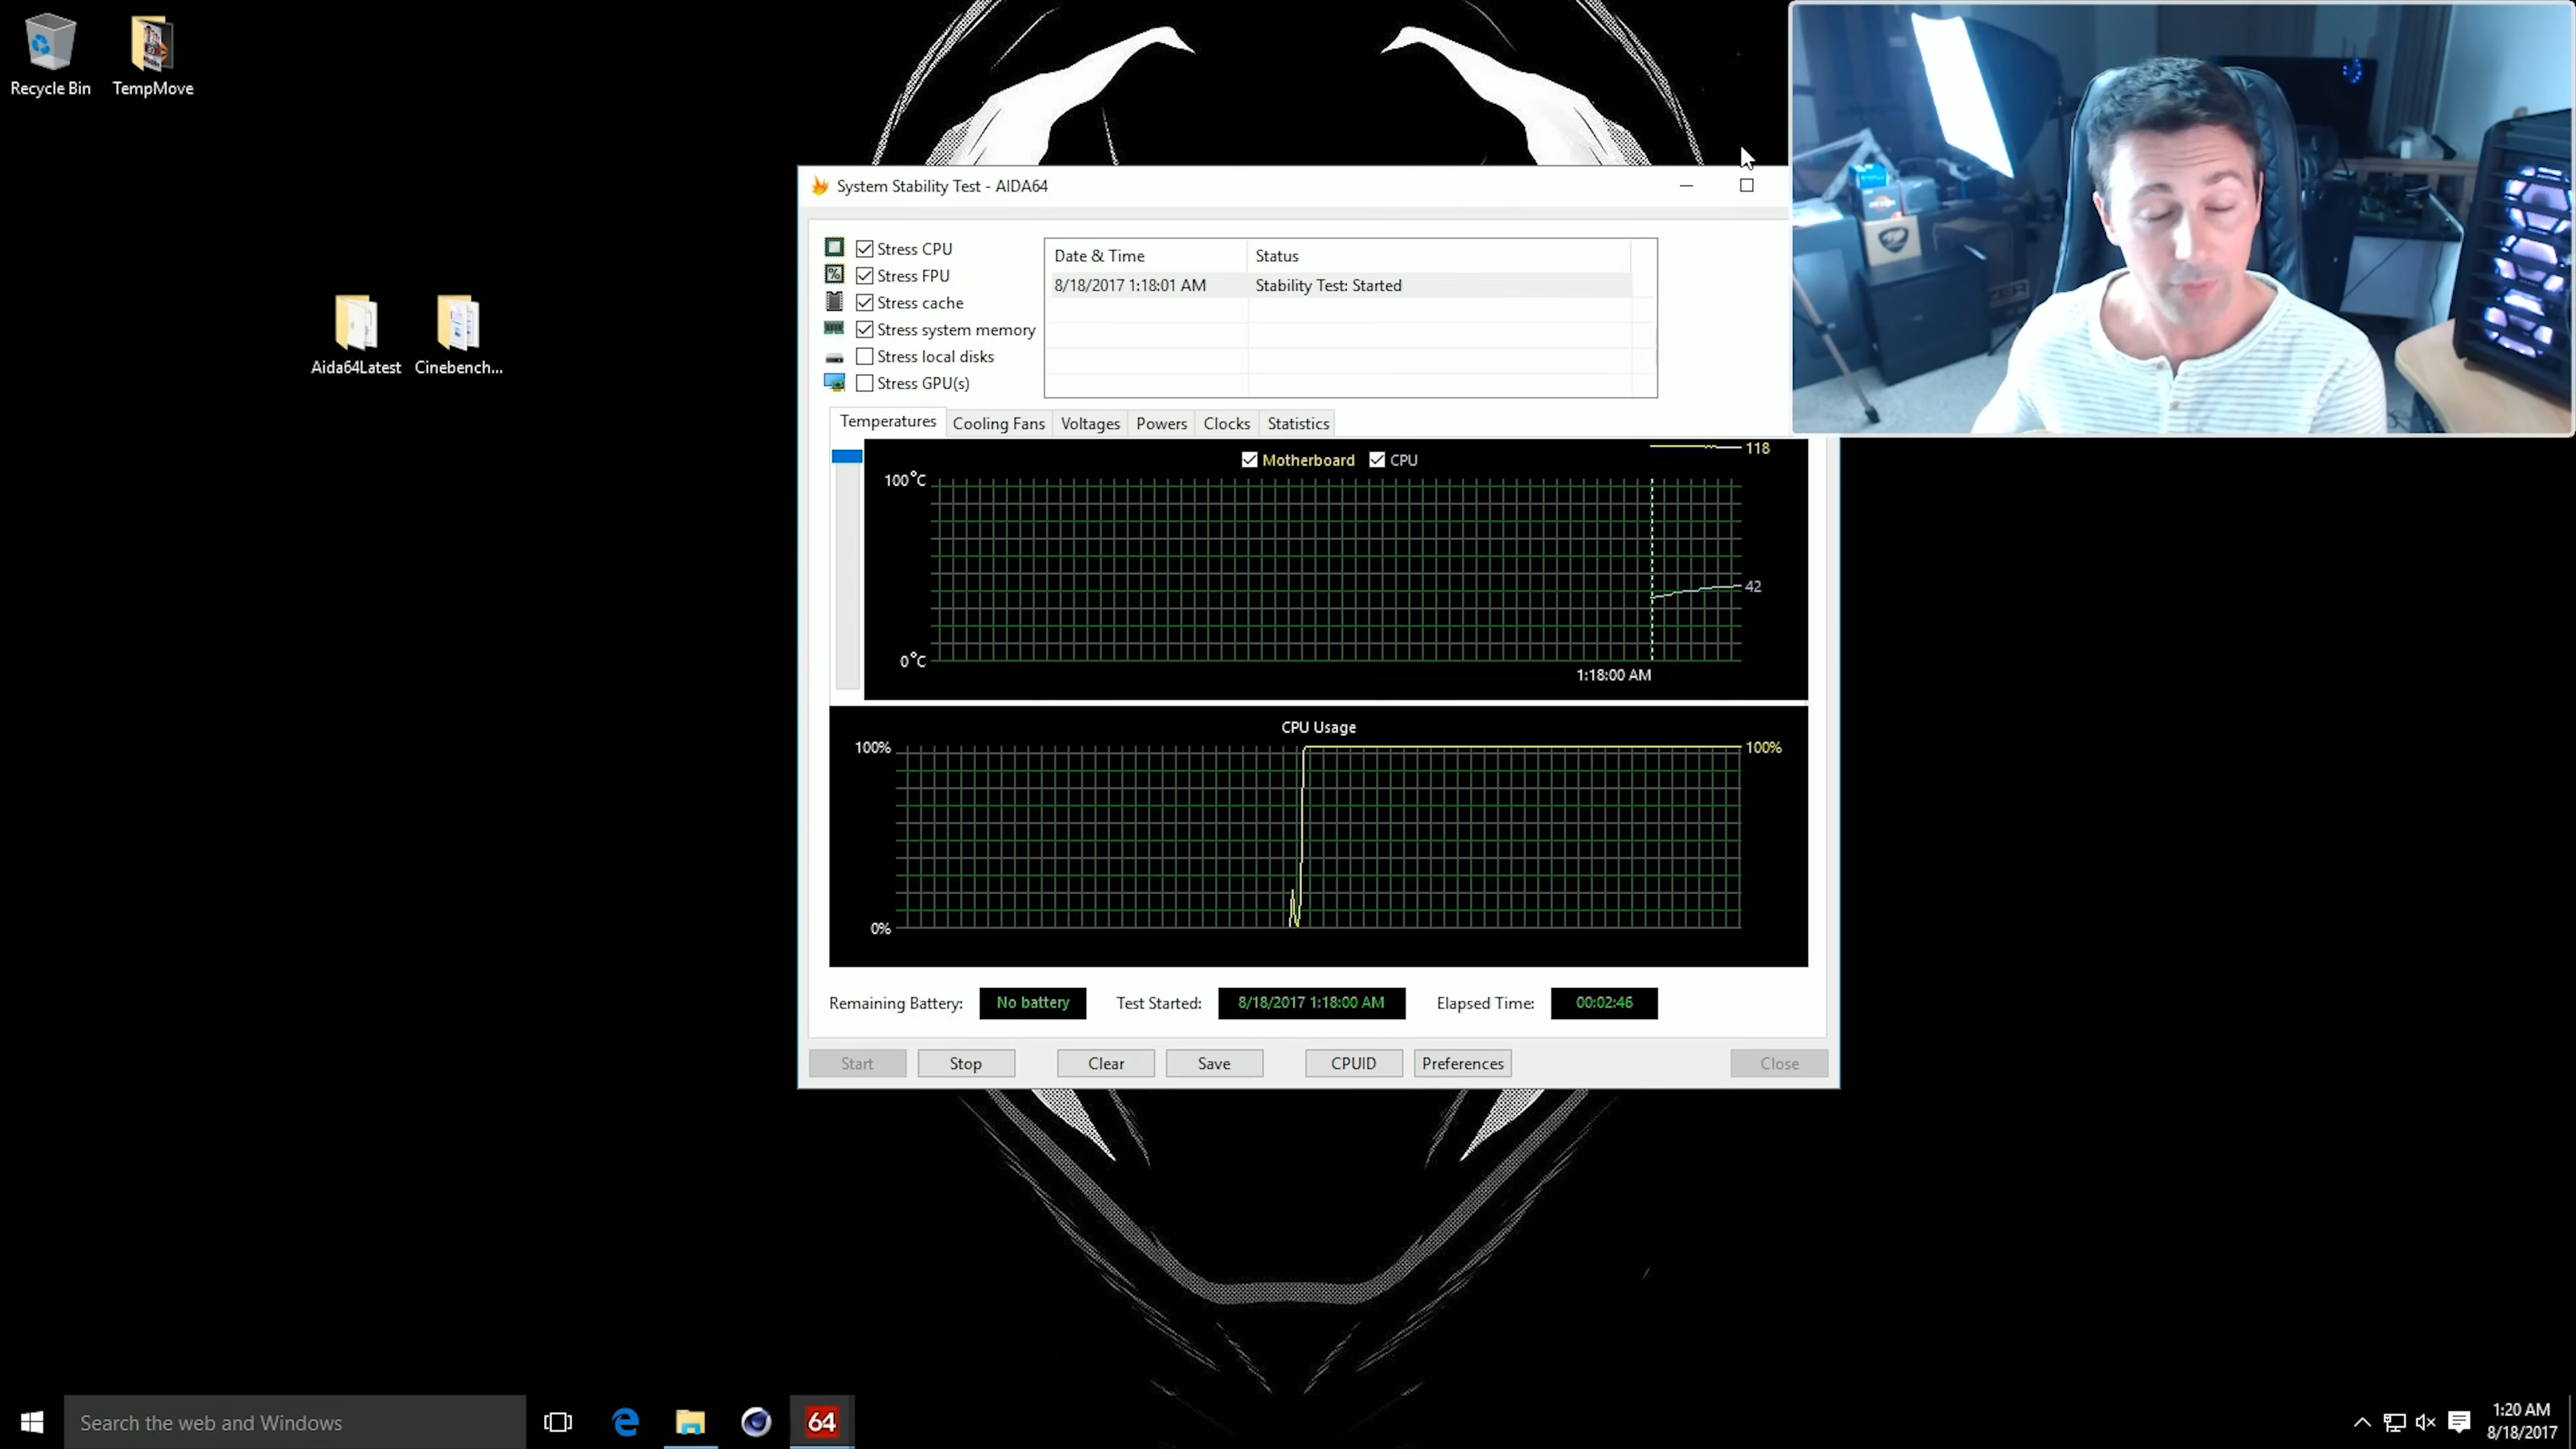 Recycle Bin
TempMove
Aida64Latest
Cinebench...
System Stability Test - AIDA64
Stress CPU
Stress FPU
Stress cache
Stress system memory
Stress local disks
Stress GPU(s)
Date & Time Status
8/18/2017 1:18:01 AM Stability Test: Started
Temperatures Cooling Fans Voltages Powers Clocks Statistics
Motherboard CPU
118
100°C
42
0°C
1:18:00 AM
CPU Usage
100% 100%
0%
Remaining Battery: No battery Test Started: 8/18/2017 1:18:00 AM Elapsed Time: 00:02:46
Start Stop Clear Save CPUID Preferences Close
Search the web and Windows
64
1:20 AM
8/18/2017